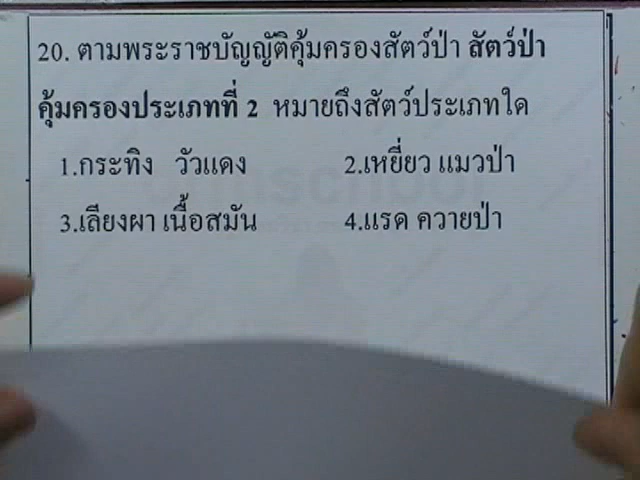 20. ตามพระราชบัญญัติคุ้มครองสัตว์ป่า สัตว์ป่า
คุ้มครองประเภทที่ 2 หมายถึงสัตว์ประเภทใด
1.กระทิง วัวแดง 2.เหยี่ยว แมวป่า
3.เลียงผา เนื้อสมัน 4.แรด ควายป่า